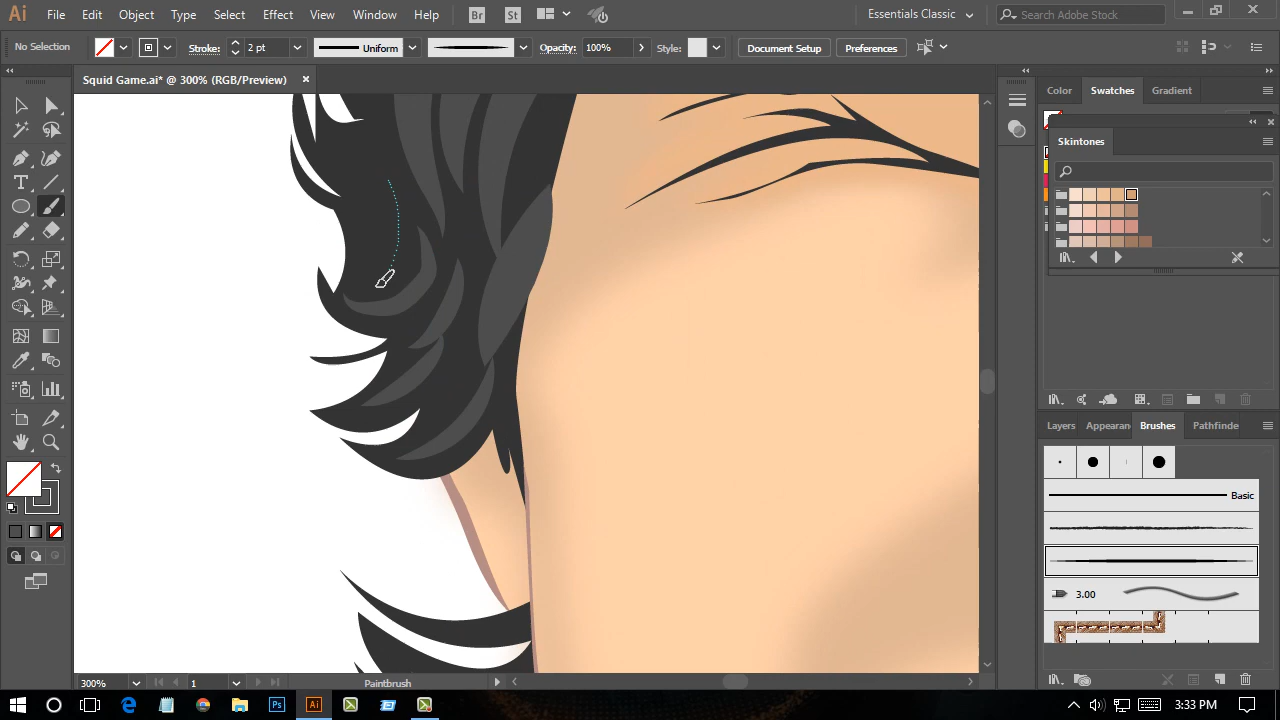 Ai File Edit Object Type Select Effect View Window Help Br St Essentials Classic Search Adobe Stock
No Selection Stroke: 2 pt Uniform Opacity: 100% Style: Document Setup Preferences
Squid Game.ai* @ 300% (RGB/Preview)
Color Swatches Gradient
Skintones
Layers Appearan Brushes Pathfinde
Basic
3.00
300% 1 Paintbrush
Ps Ai 3:33 PM